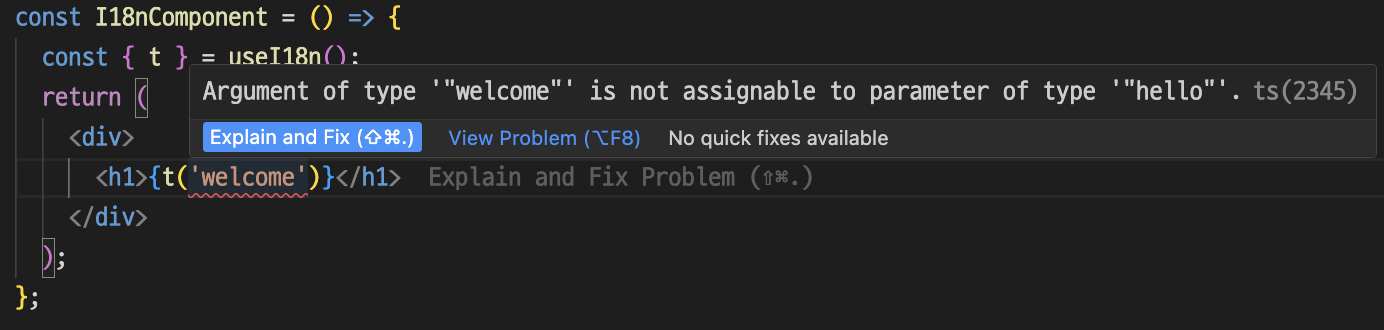 const I18nComponent = () => {
const { t } = useI18n();
return (
Argument of type '"welcome"' is not assignable to parameter of type '"hello"'. ts(2345)
<div>
Explain and Fix (⇧⌘.) View Problem (⌥F8) No quick fixes available
<h1>{t('welcome')}</h1> Explain and Fix Problem (⇧⌘.)
</div>
);
};